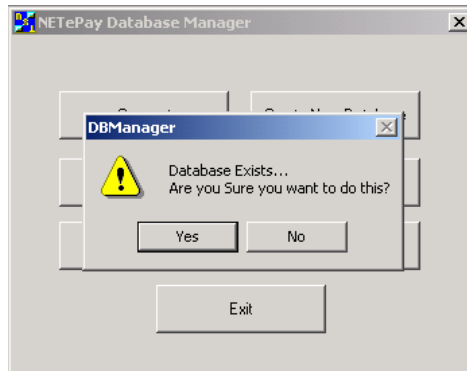 NETePay Database Manager
DBManager
Database Exists...
Are you Sure you want to do this?
Yes
No
Exit